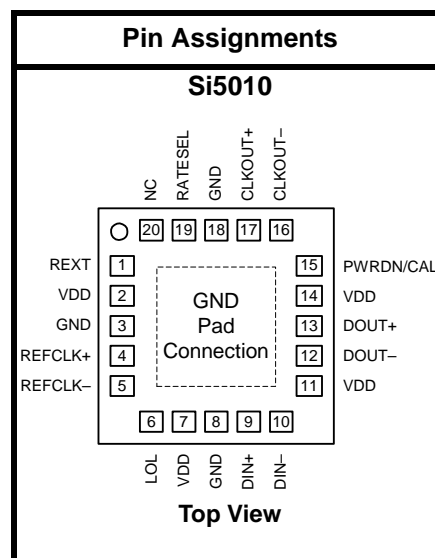 Pin Assignments
Si5010
NC
RATESEL
GND
CLKOUT+
CLKOUT–
20 19 18 17 16
REXT 1
VDD 2
GND 3
REFCLK+ 4
REFCLK– 5
GND
Pad
Connection
15 PWRDN/CAL
14 VDD
13 DOUT+
12 DOUT–
11 VDD
6 7 8 9 10
LOL
VDD
GND
DIN+
DIN–
Top View